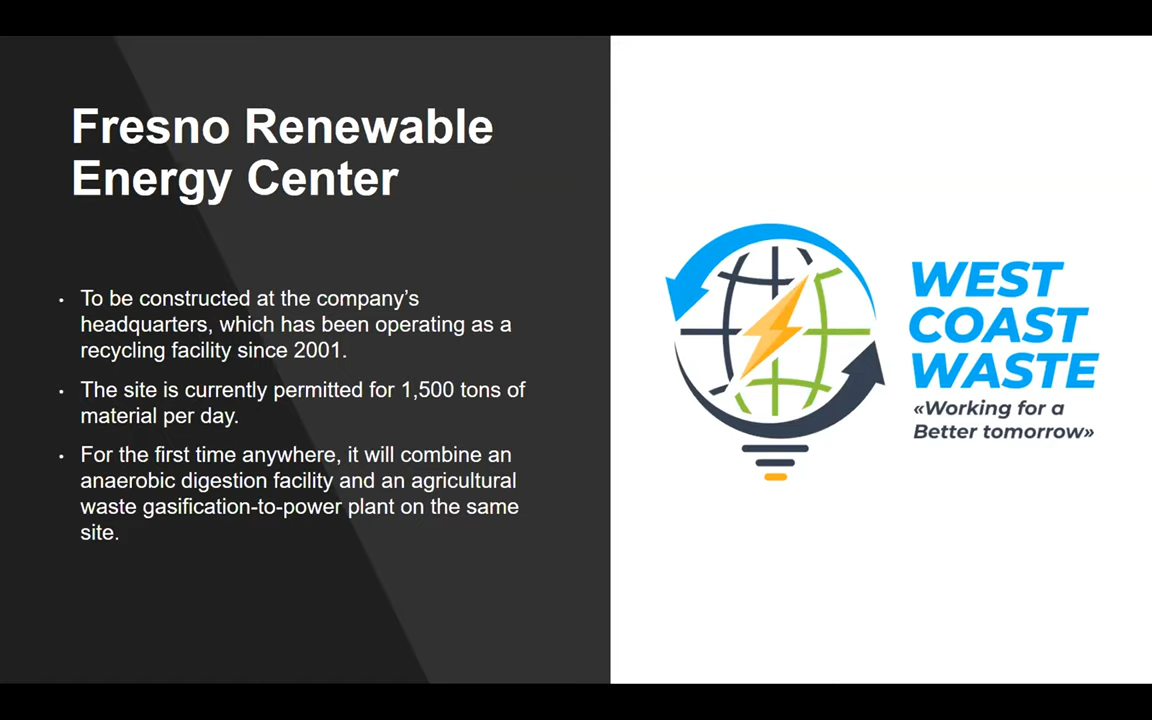 Fresno Renewable
Energy Center
• To be constructed at the company’s
headquarters, which has been operating as a
recycling facility since 2001.
• The site is currently permitted for 1,500 tons of
material per day.
• For the first time anywhere, it will combine an
anaerobic digestion facility and an agricultural
waste gasification-to-power plant on the same
site.
WEST
COAST
WASTE
«Working for a
Better tomorrow»